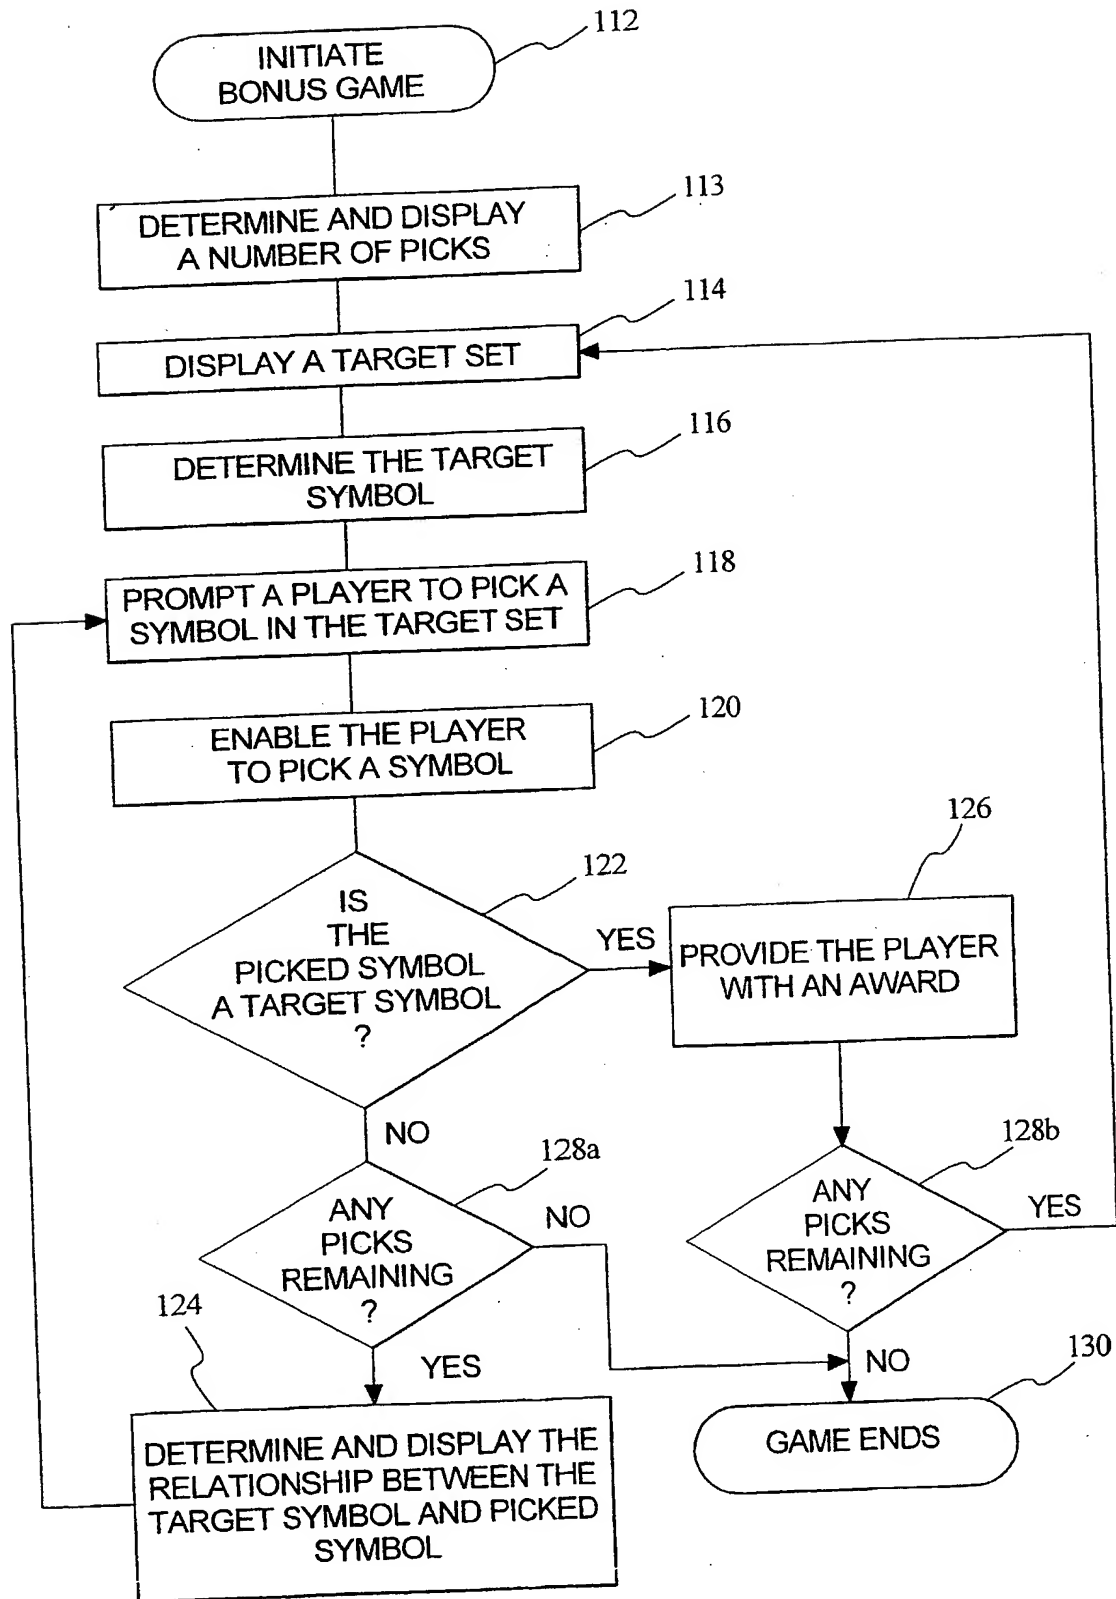 112
INITIATE
BONUS GAME
113
DETERMINE AND DISPLAY
A NUMBER OF PICKS
114
DISPLAY A TARGET SET
116
DETERMINE THE TARGET
SYMBOL
118
PROMPT A PLAYER TO PICK A
SYMBOL IN THE TARGET SET
120
ENABLE THE PLAYER
TO PICK A SYMBOL
122
IS
THE
PICKED SYMBOL
A TARGET SYMBOL
?
YES
126
PROVIDE THE PLAYER
WITH AN AWARD
NO
128a
ANY
PICKS
REMAINING
?
NO
128b
ANY
PICKS
REMAINING
?
YES
124
YES
NO
130
GAME ENDS
DETERMINE AND DISPLAY THE
RELATIONSHIP BETWEEN THE
TARGET SYMBOL AND PICKED
SYMBOL